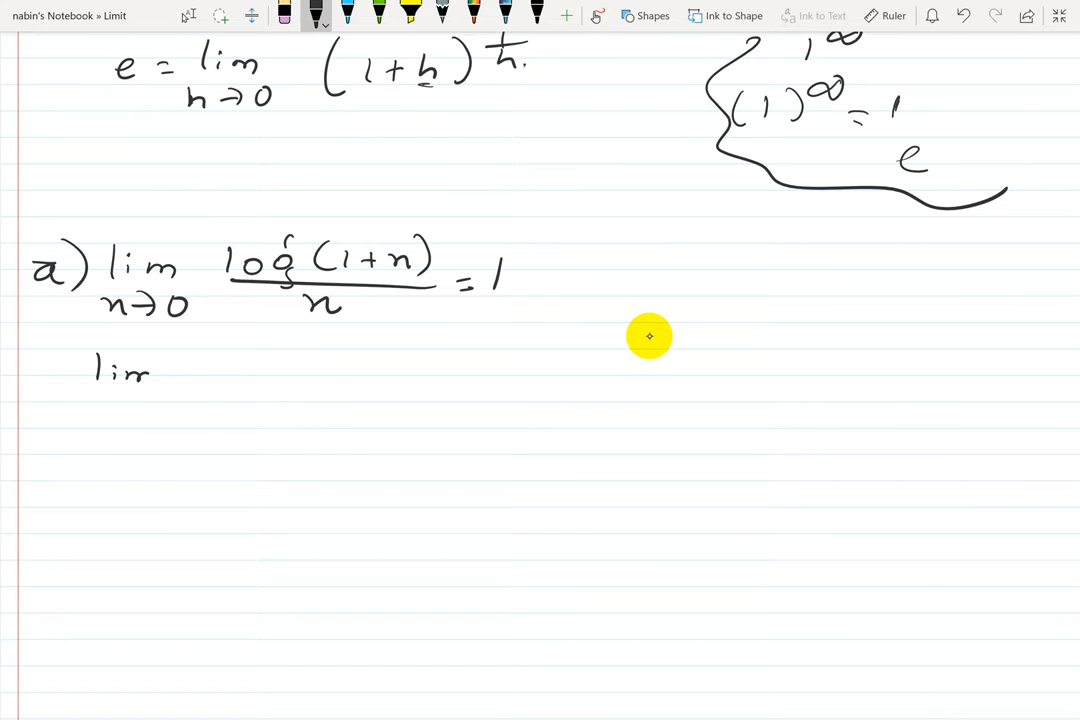 nabin's Notebook » Limit
Shapes
Ink to Shape
Ink to Text
Ruler
e = lim (1+h)^1/h.
h→0
1^∞
(1)^∞ = 1
e
a) lim log(1+x) = 1
x→0 x
lim